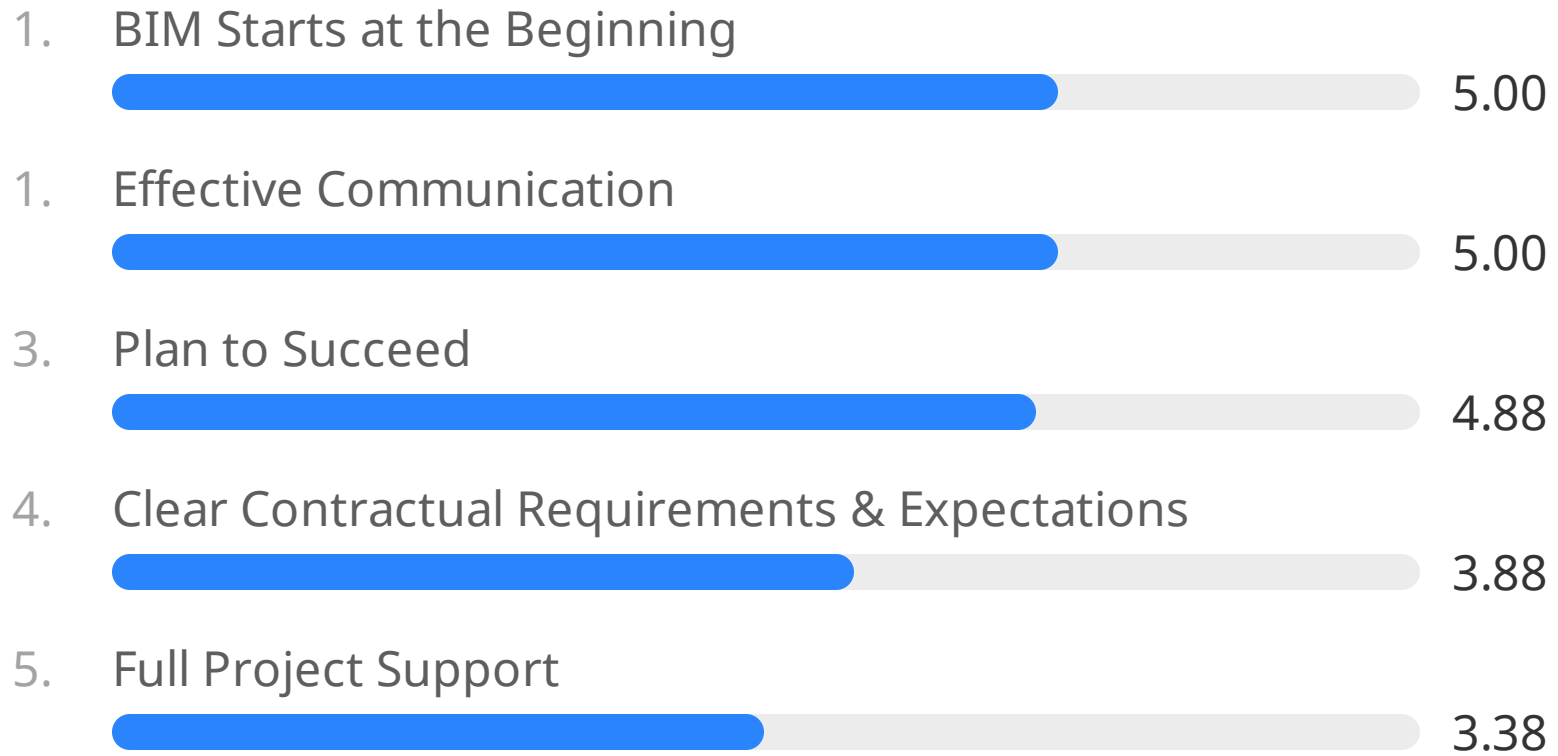 1. BIM Starts at the Beginning
5.00
1. Effective Communication
5.00
3. Plan to Succeed
4.88
4. Clear Contractual Requirements & Expectations
3.88
5. Full Project Support
3.38